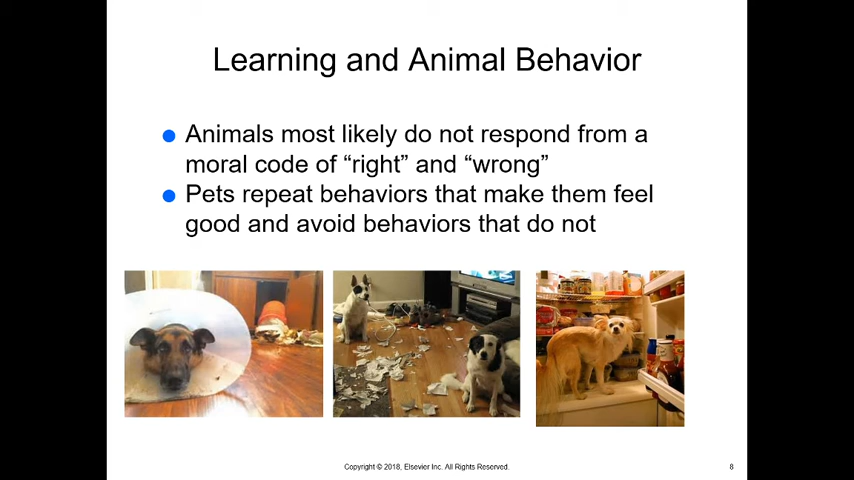 Learning and Animal Behavior
Animals most likely do not respond from a
moral code of “right” and “wrong”
Pets repeat behaviors that make them feel
good and avoid behaviors that do not
Copyright © 2018, Elsevier Inc. All Rights Reserved.
8